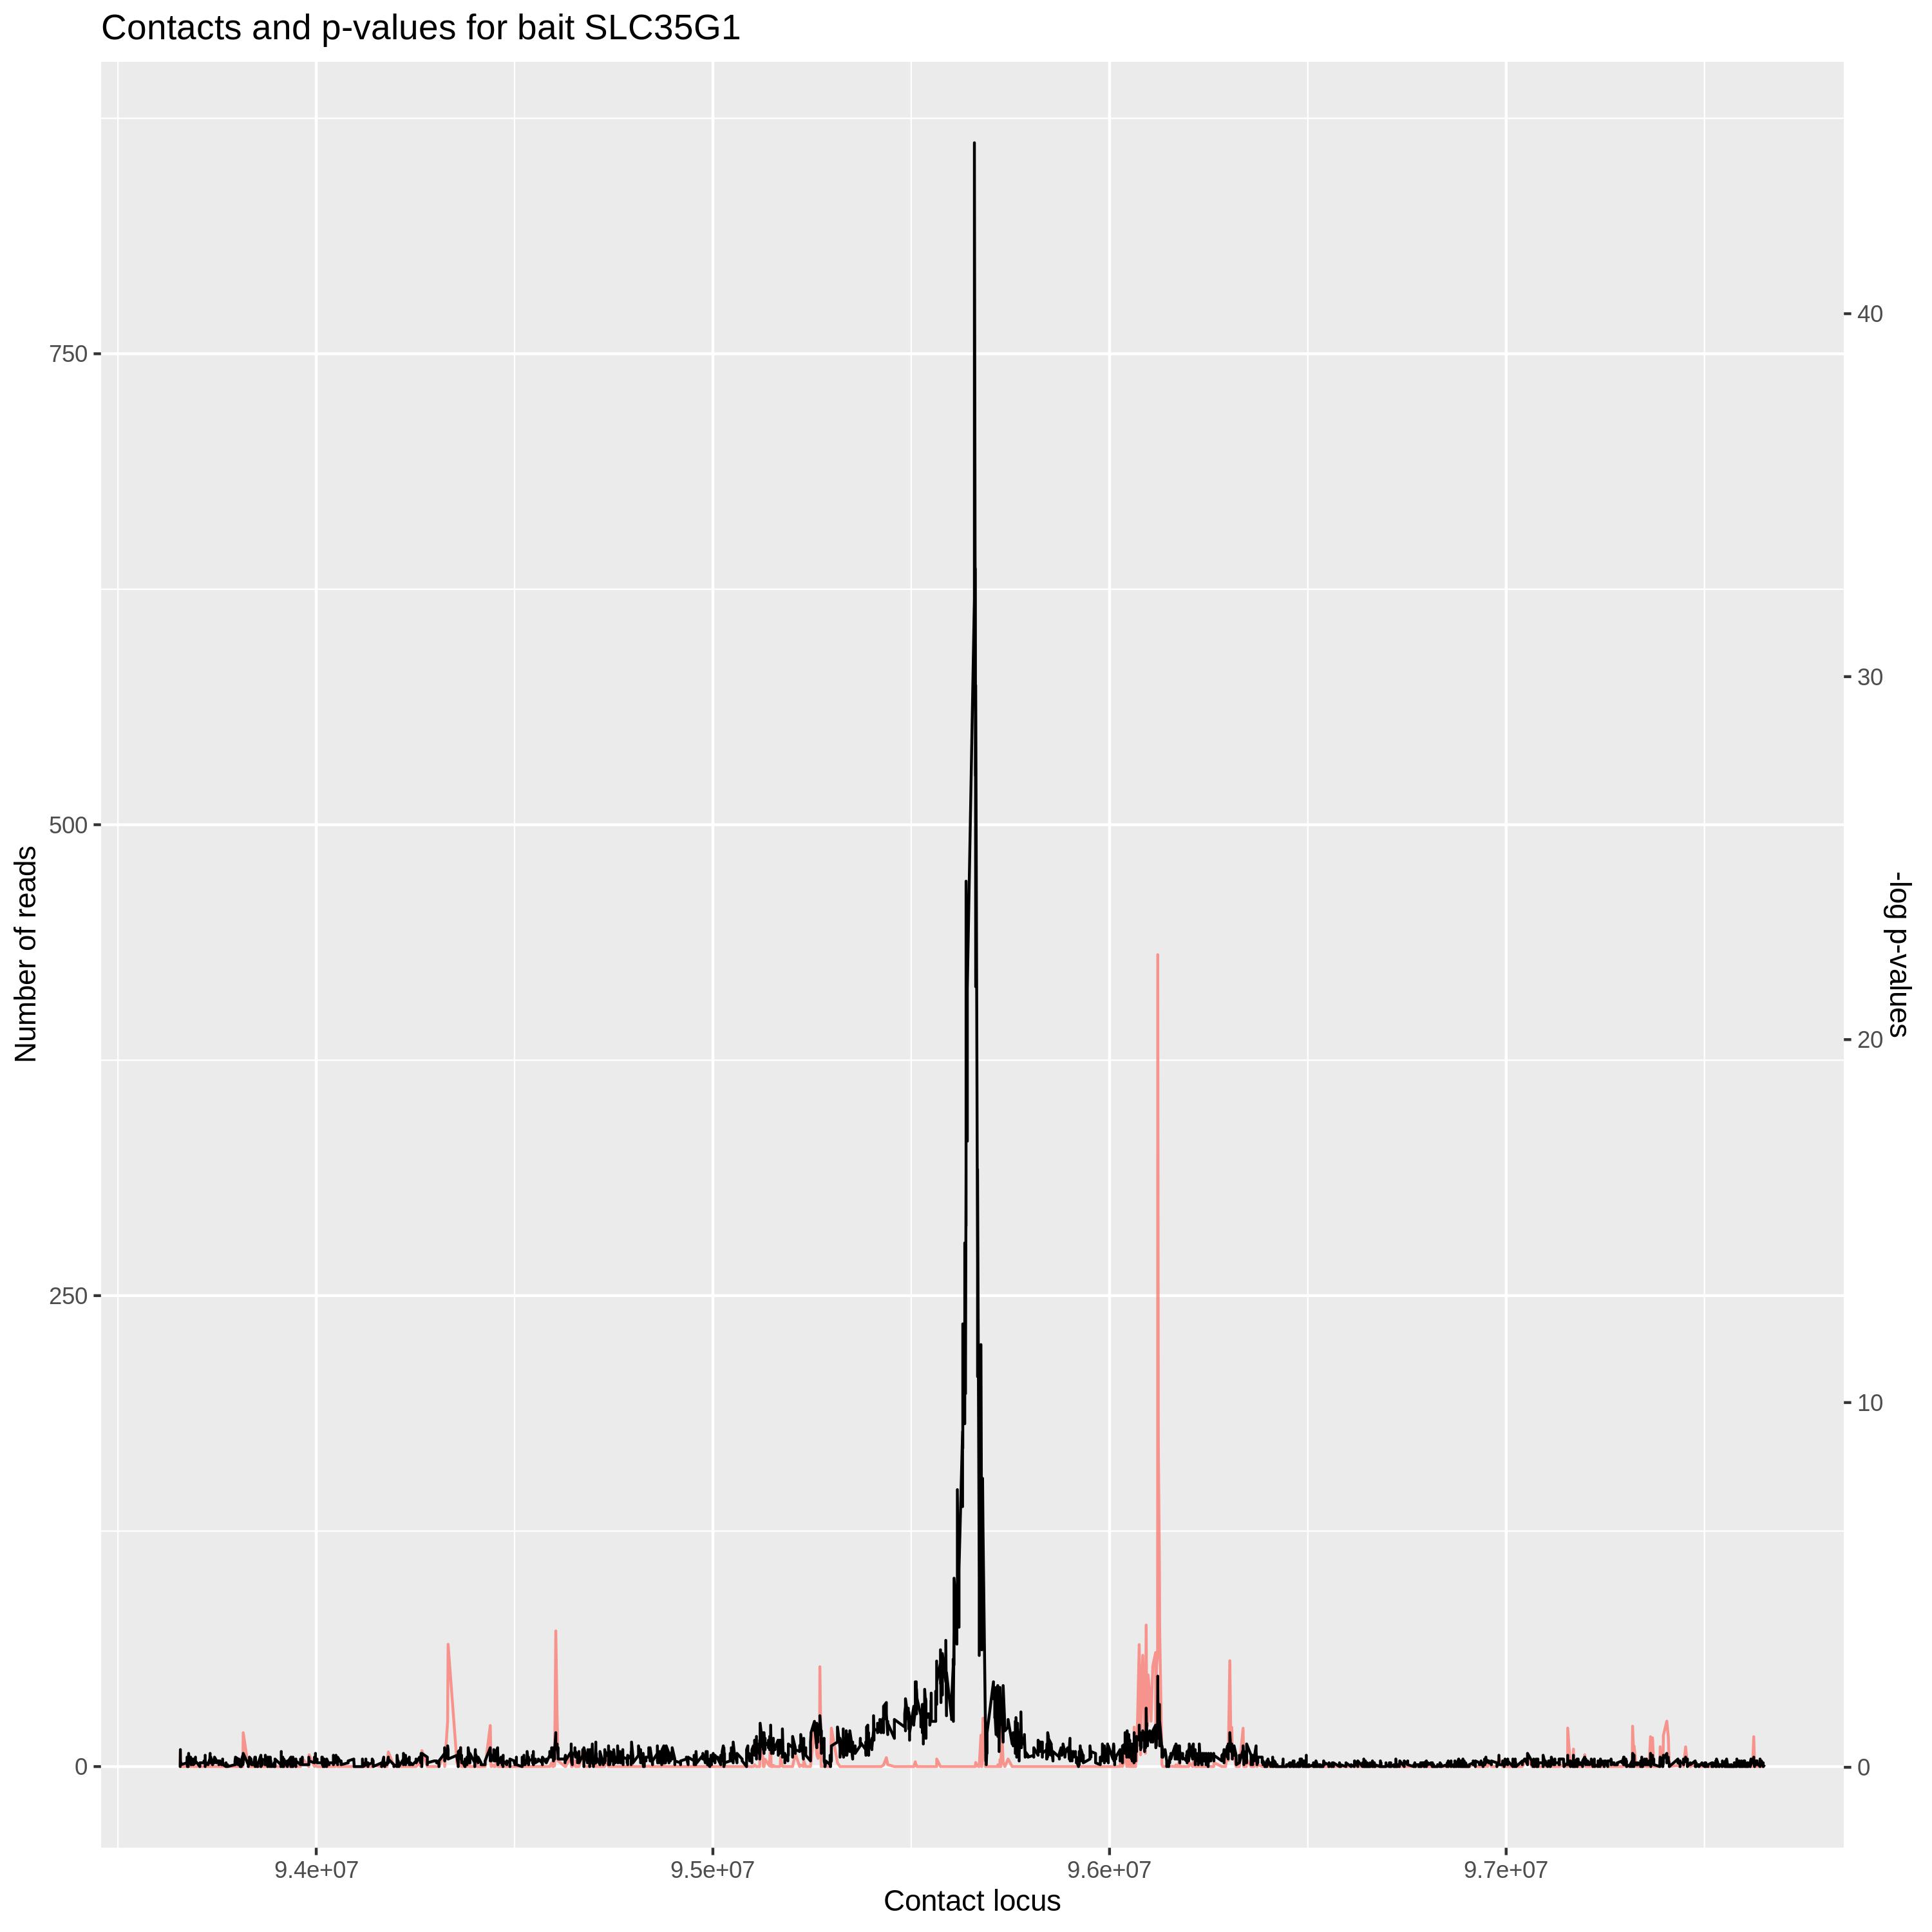 Contacts and p-values for bait SLC35G1
Number of reads
750
500
250
0
40
30
20
10
0
-log p-values
9.4e+07
9.5e+07
9.6e+07
9.7e+07
Contact locus